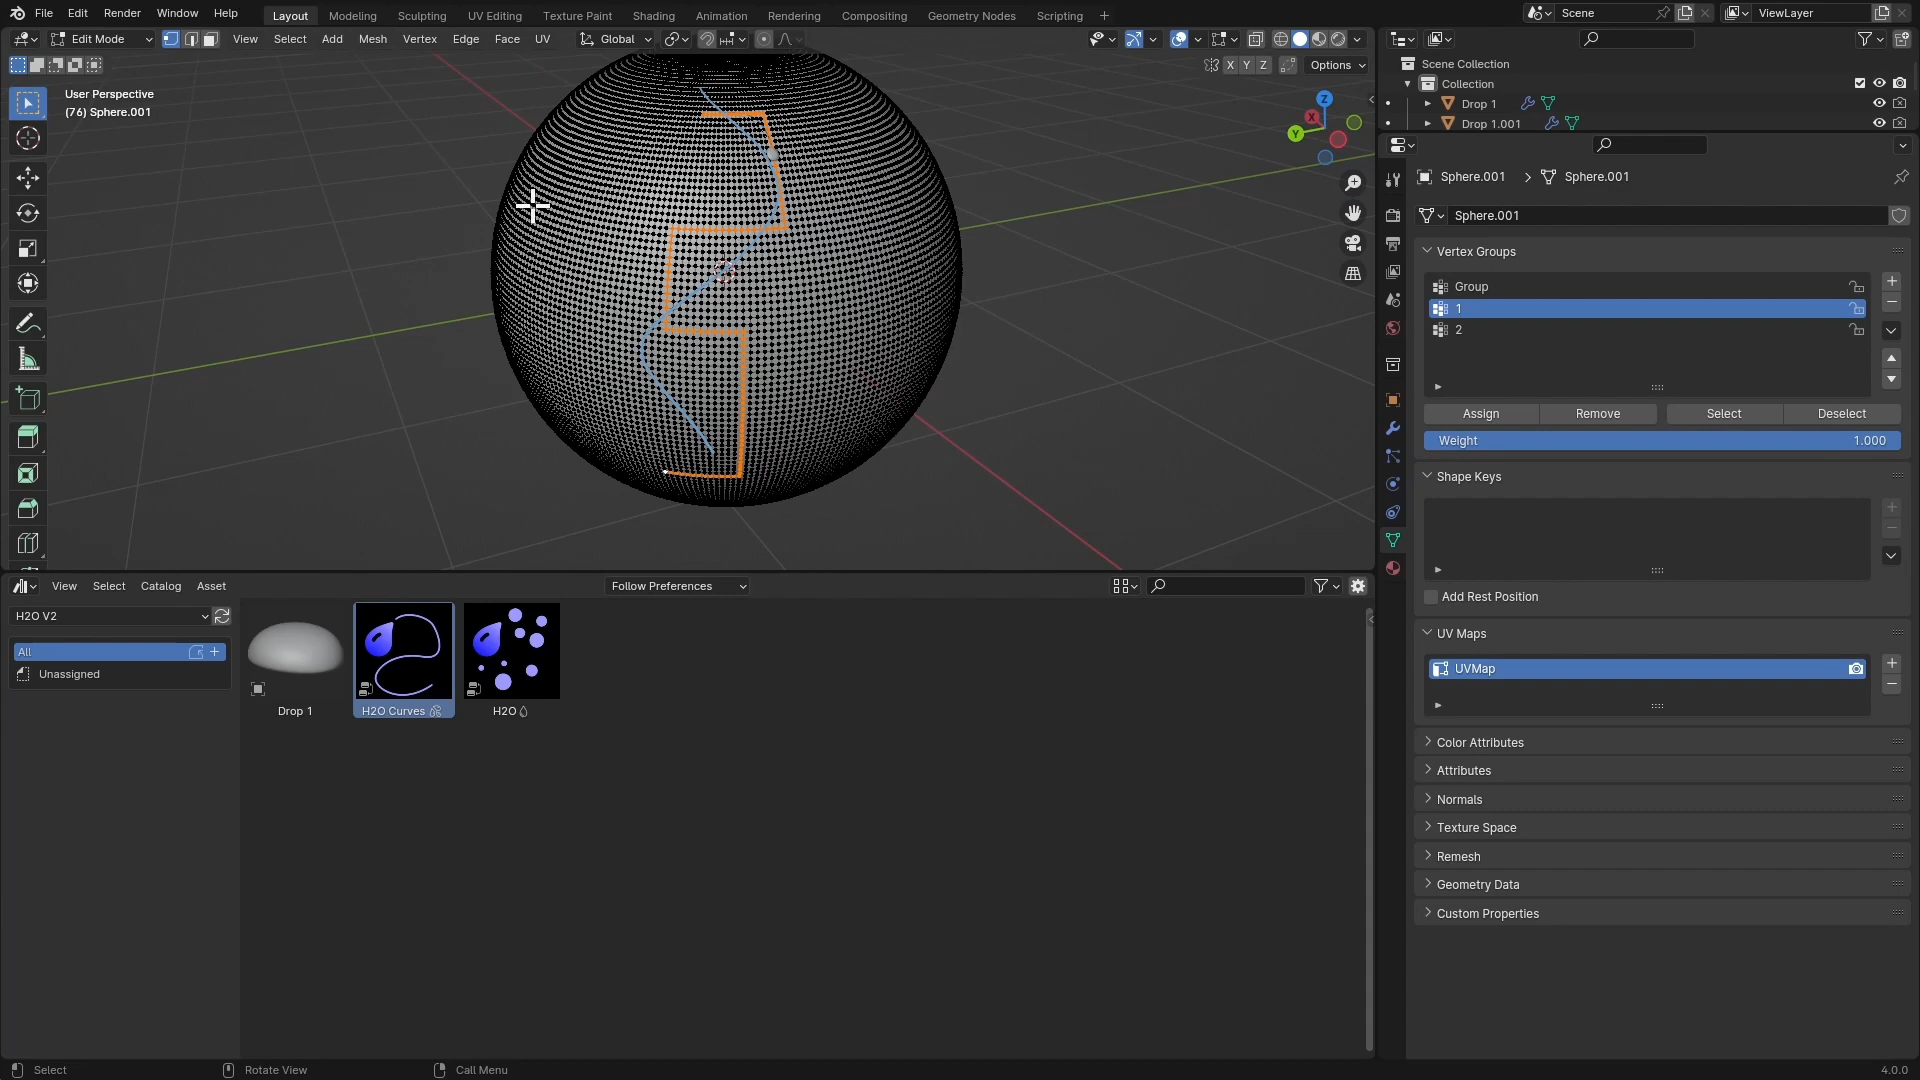 File Edit Render Window Help
Layout Modeling Sculpting UV Editing Texture Paint Shading Animation Rendering Compositing Geometry Nodes Scripting +
Scene
ViewLayer
Edit Mode View Select Add Mesh Vertex Edge Face UV
Global
X Y Z Options
User Perspective
(76) Sphere.001
Z
X
Y
Scene Collection
Collection
Drop 1
Drop 1.001
Sphere.001 > Sphere.001
Sphere.001
Vertex Groups
Group
1
2
Assign Remove Select Deselect
Weight 1.000
Shape Keys
Add Rest Position
UV Maps
UVMap
Color Attributes
Attributes
Normals
Texture Space
Remesh
Geometry Data
Custom Properties
View Select Catalog Asset
Follow Preferences
H2O V2
All
Unassigned
Drop 1
H2O Curves
H2O
Select Rotate View Call Menu
4.0.0